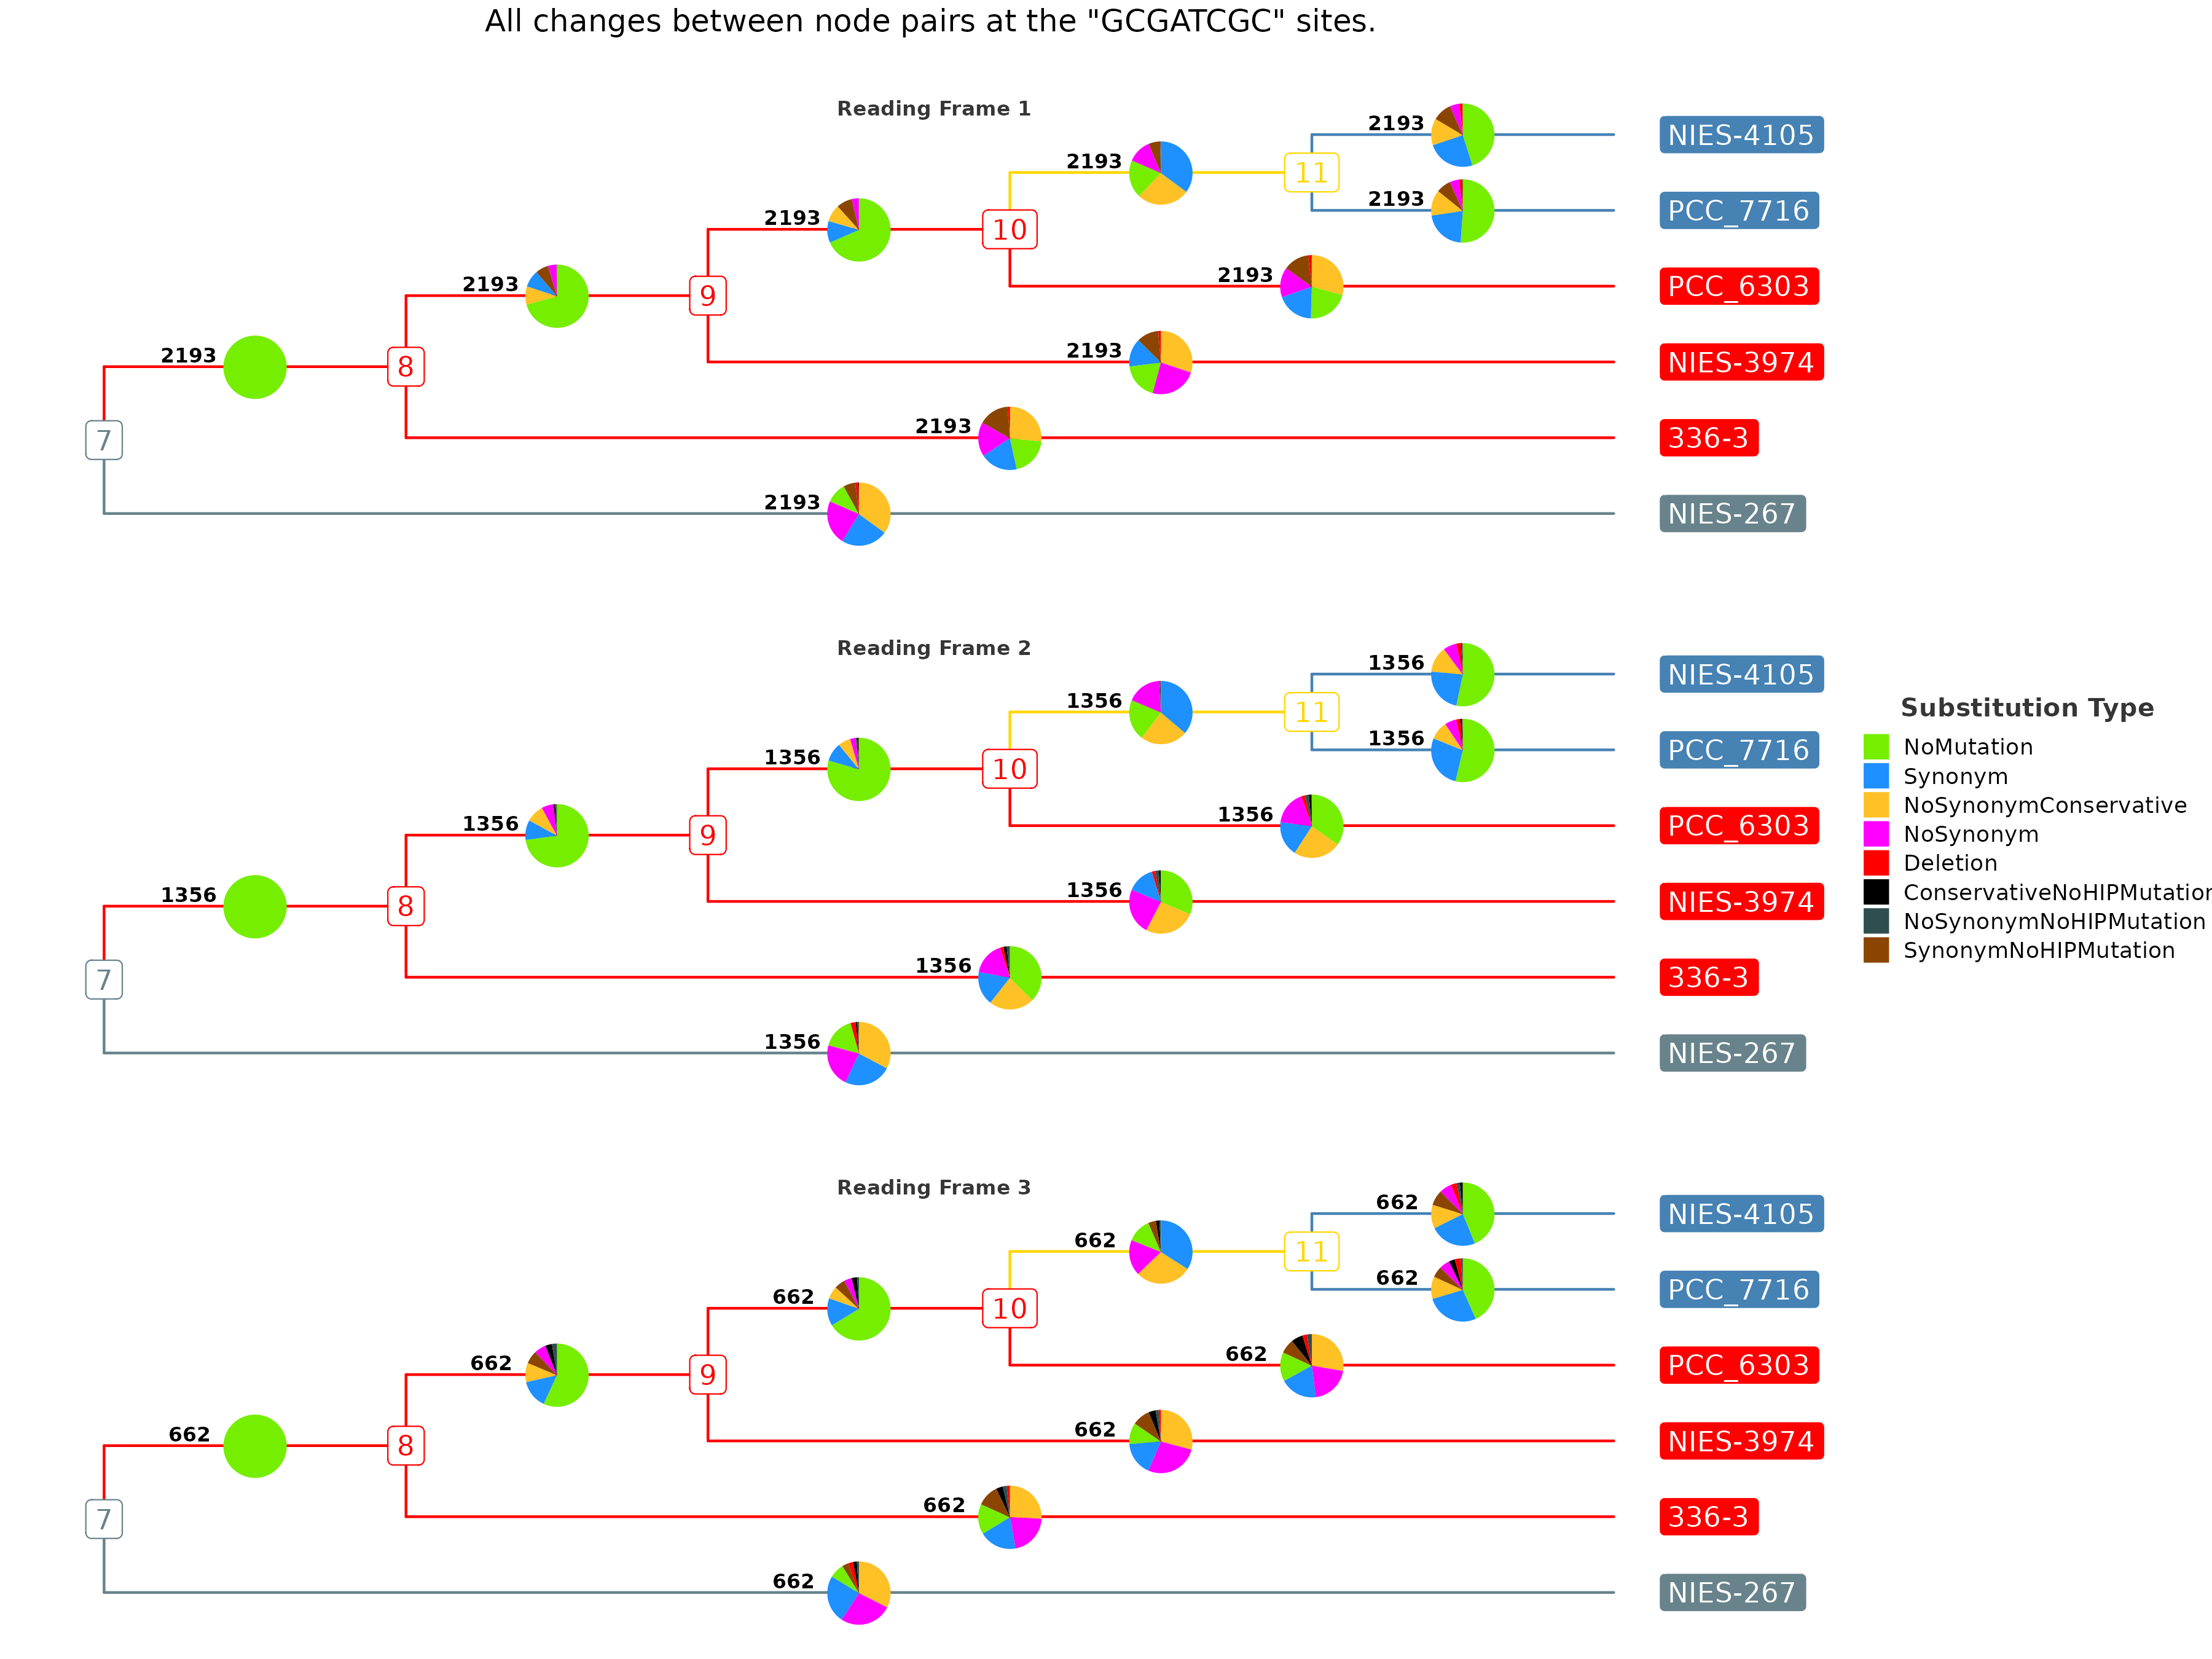 All changes between node pairs at the "GCGATCGC" sites.
Reading Frame 1
2193
NIES-4105
2193
11
2193
PCC_7716
2193
10
2193
PCC_6303
2193
9
2193
NIES-3974
2193
8
2193
336-3
7
2193
NIES-267
Reading Frame 2
1356
NIES-4105
1356
11
1356
PCC_7716
1356
10
1356
PCC_6303
1356
9
1356
NIES-3974
1356
8
1356
336-3
7
1356
NIES-267
Substitution Type
NoMutation
Synonym
NoSynonymConservative
NoSynonym
Deletion
ConservativeNoHIPMutation
NoSynonymNoHIPMutation
SynonymNoHIPMutation
Reading Frame 3
662
NIES-4105
662
11
662
PCC_7716
662
10
662
PCC_6303
662
9
662
NIES-3974
662
8
662
336-3
7
662
NIES-267